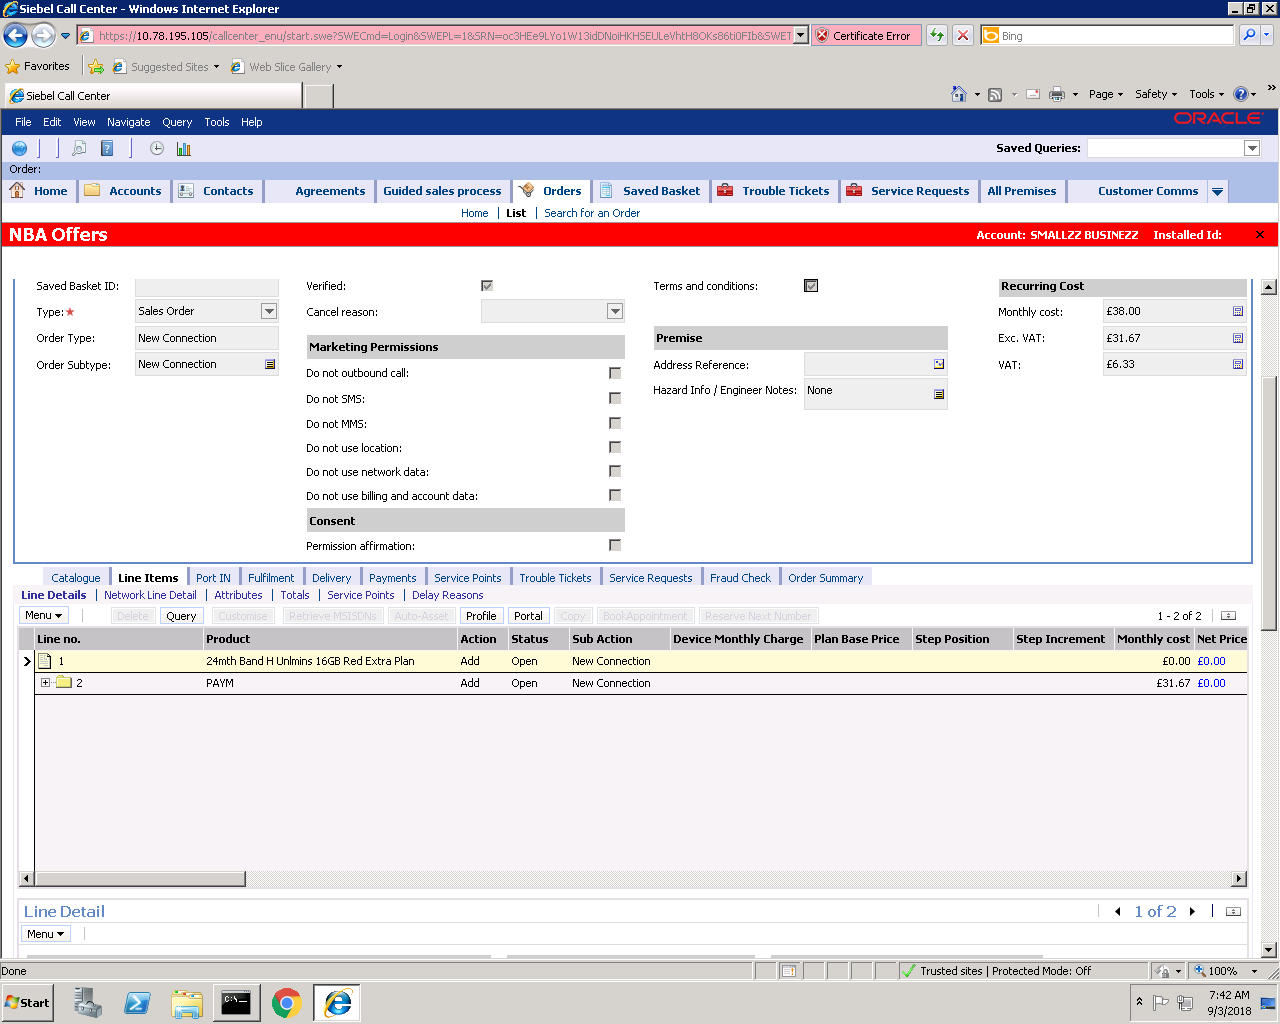 Siebel Call Center - Windows Internet Explorer
https://10.78.195.105/callcenter_enu/start.swe?SWECmd=Login&SWEPL=1&SRN=oc3HEe9LYo1W13idDNoiHKHSEULeVhtH8OKs86ti0FIb&SWET
Certificate Error
Bing
Favorites
Suggested Sites
Web Slice Gallery
Siebel Call Center
Page
Safety
Tools
File Edit View Navigate Query Tools Help
ORACLE
Saved Queries:
Order:
Home Accounts Contacts Agreements Guided sales process Orders Saved Basket Trouble Tickets Service Requests All Premises Customer Comms
Home List Search for an Order
NBA Offers
Account: SMALLZZ BUSINEZZ Installed Id:
Saved Basket ID:
Verified:
Terms and conditions:
Recurring Cost
Type:
Sales Order
Cancel reason:
Monthly cost:
£38.00
Order Type:
New Connection
Marketing Permissions
Premise
Exc. VAT:
£31.67
Order Subtype:
New Connection
Do not outbound call:
Address Reference:
VAT:
£6.33
Do not SMS:
Hazard Info / Engineer Notes:
None
Do not MMS:
Do not use location:
Do not use network data:
Do not use billing and account data:
Consent
Permission affirmation:
Catalogue Line Items Port IN Fulfilment Delivery Payments Service Points Trouble Tickets Service Requests Fraud Check Order Summary
Line Details Network Line Detail Attributes Totals Service Points Delay Reasons
Menu Delete Query Customise Retrieve MSISDNs Auto-Asset Profile Portal Copy BookAppointment Reserve Next Number
1 - 2 of 2
Line no. Product Action Status Sub Action Device Monthly Charge Plan Base Price Step Position Step Increment Monthly cost Net Price
1 24mth Band H Unlmins 16GB Red Extra Plan Add Open New Connection £0.00 £0.00
2 PAYM Add Open New Connection £31.67 £0.00
Line Detail
1 of 2
Menu
Done
Trusted sites | Protected Mode: Off
100%
Start
C:\
7:42 AM
9/3/2018